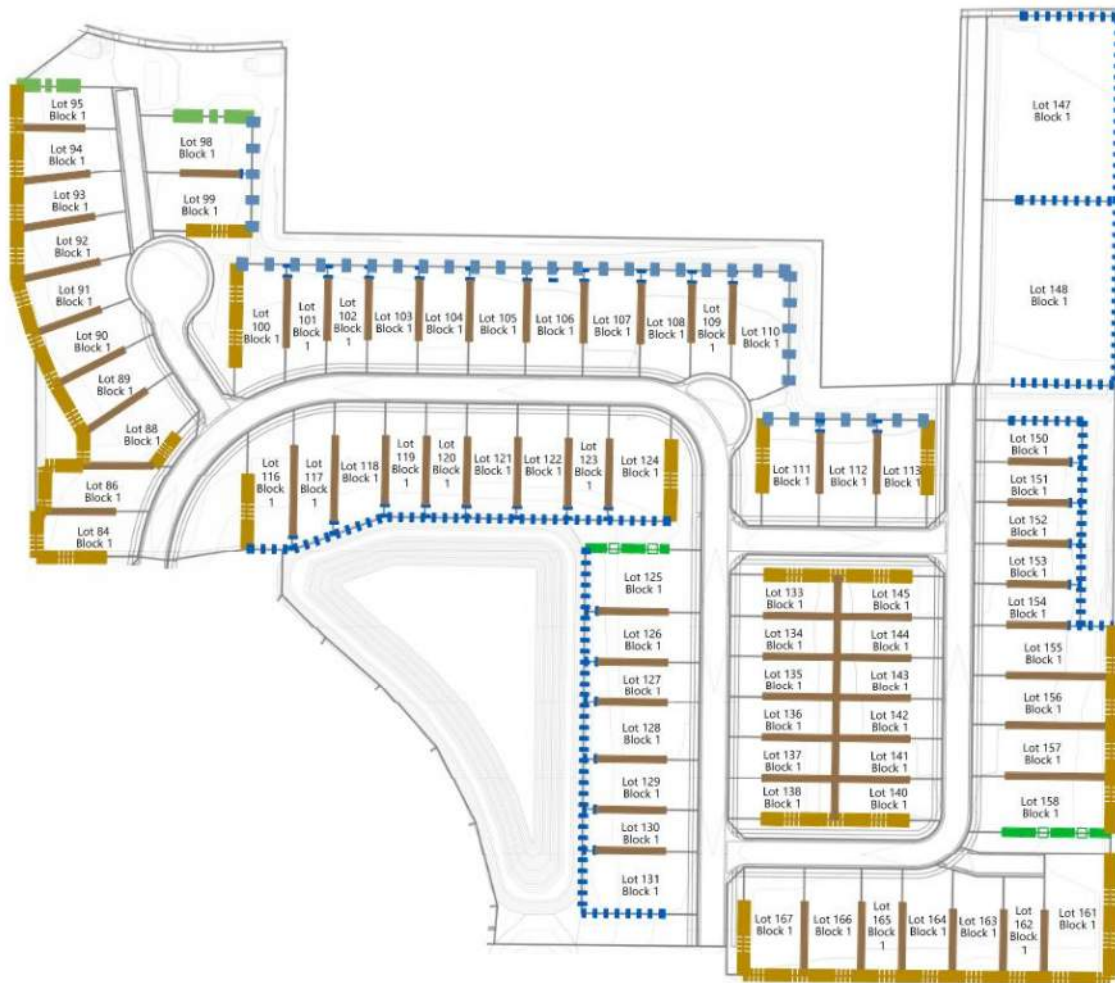 Lot 95
Block 1
Lot 94
Block 1
Lot 93
Block 1
Lot 92
Block 1
Lot 91
Block 1
Lot 90
Block 1
Lot 89
Block 1
Lot 88
Block 1
Lot 86
Block 1
Lot 84
Block 1
Lot 98
Block 1
Lot 99
Block 1
Lot
100
Block 1
Lot
101
Block
1
Lot
102
Block
1
Lot 103
Block 1
Lot 104
Block 1
Lot 105
Block 1
Lot 106
Block 1
Lot 107
Block 1
Lot 108
Block 1
Lot
109
Block
1
Lot 110
Block 1
Lot 111
Block 1
Lot 112
Block 1
Lot 113
Block 1
Lot
116
Block
1
Lot
117
Block
1
Lot 118
Block 1
Lot
119
Block
1
Lot
120
Block
1
Lot 121
Block 1
Lot 122
Block 1
Lot
123
Block
1
Lot 124
Block 1
Lot 125
Block 1
Lot 126
Block 1
Lot 127
Block 1
Lot 128
Block 1
Lot 129
Block 1
Lot 130
Block 1
Lot 131
Block 1
Lot 133
Block 1
Lot 134
Block 1
Lot 135
Block 1
Lot 136
Block 1
Lot 137
Block 1
Lot 138
Block 1
Lot 145
Block 1
Lot 144
Block 1
Lot 143
Block 1
Lot 142
Block 1
Lot 141
Block 1
Lot 140
Block 1
Lot 147
Block 1
Lot 148
Block 1
Lot 150
Block 1
Lot 151
Block 1
Lot 152
Block 1
Lot 153
Block 1
Lot 154
Block 1
Lot 155
Block 1
Lot 156
Block 1
Lot 157
Block 1
Lot 158
Block 1
Lot 167
Block 1
Lot 166
Block 1
Lot
165
Block
1
Lot 164
Block 1
Lot 163
Block 1
Lot
162
Block
1
Lot 161
Block 1